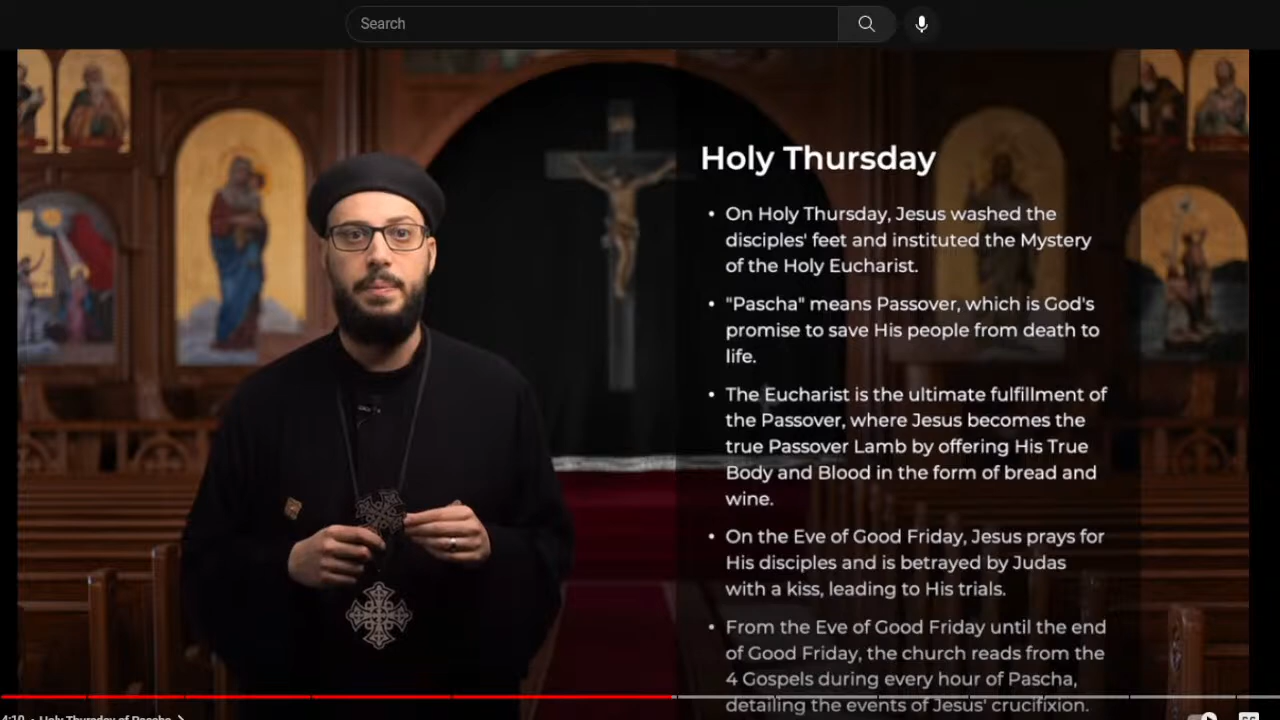 Search
Holy Thursday
• On Holy Thursday, Jesus washed the
disciples' feet and instituted the Mystery
of the Holy Eucharist.
• "Pascha" means Passover, which is God's
promise to save His people from death to
life.
• The Eucharist is the ultimate fulfillment of
the Passover, where Jesus becomes the
true Passover Lamb by offering His True
Body and Blood in the form of bread and
wine.
• On the Eve of Good Friday, Jesus prays for
His disciples and is betrayed by Judas
with a kiss, leading to His trials.
• From the Eve of Good Friday until the end
of Good Friday, the church reads from the
4 Gospels during every hour of Pascha,
detailing the events of Jesus' crucifixion.
4:10 • Holy Thursday of Pascha